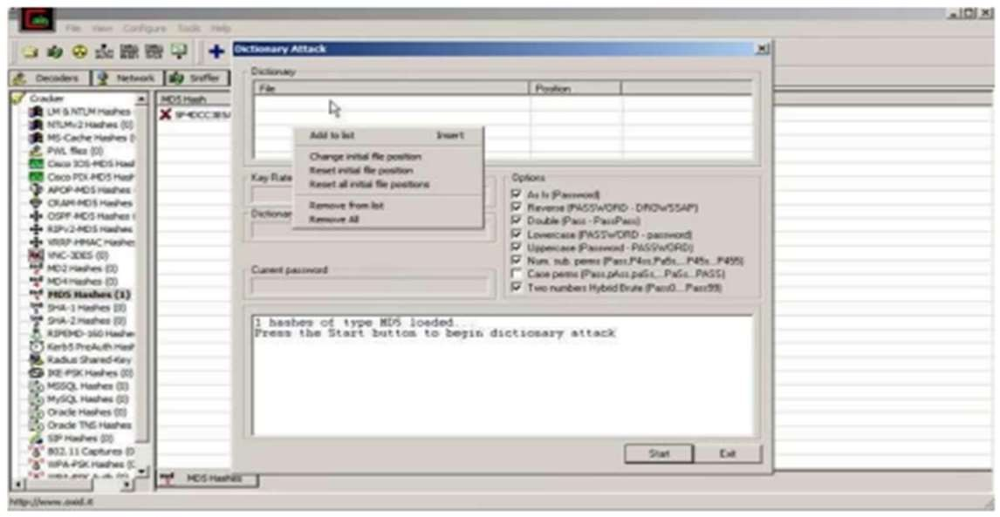 Cain
File View Configure Tools Help
Decoders Network Sniffer
Cracker
LM & NTLM Hashes
NTLMv2 Hashes (0)
MS-Cache Hashes (
PWL files (0)
Cisco IOS-MD5 Hash
Cisco PIX-MD5 Hash
APOP-MD5 Hashes
CRAM-MD5 Hashes
OSPF-MD5 Hashes (
RIPv2-MD5 Hashes
VRRP-HMAC Hashes
VNC-3DES (0)
MD2 Hashes (0)
MD4 Hashes (0)
MD5 Hashes (1)
SHA-1 Hashes (0)
SHA-2 Hashes (0)
RIPEMD-160 Hashe
Kerb5 PreAuth Hash
Radius Shared-Key
IKE-PSK Hashes (0)
MSSQL Hashes (0)
MySQL Hashes (0)
Oracle Hashes (0)
Oracle TNS Hashes
SIP Hashes (0)
802.11 Captures (0
WPA-PSK Hashes (
MD5 Hash
MD5 Hashes
Dictionary Attack
Dictionary
File Position
Add to list Insert
Change initial file position
Reset initial file position
Reset all initial file positions
Remove from list
Remove All
Key Rate
Dictionar
Current password
Options
As Is (Password)
Reverse (PASSWORD - DROWSSAP)
Double (Pass - PassPass)
Lowercase (PASSWORD - password)
Uppercase (Password - PASSWORD)
Num. sub. perms (Pass,P4ss,Pa5s,...P45s...P455)
Case perms (Pass,pAss,paSs,...PaSs...PASS)
Two numbers Hybrid Brute (Pass0...Pass99)
1 hashes of type MD5 loaded...
Press the Start button to begin dictionary attack
Start Exit
http://www.oxid.it